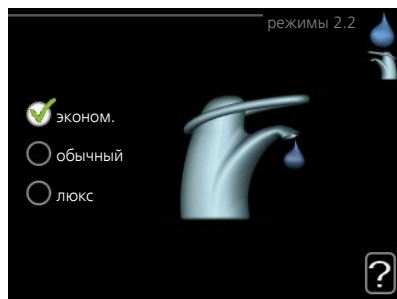 режимы 2.2
эконом.
обычный
люкс
?